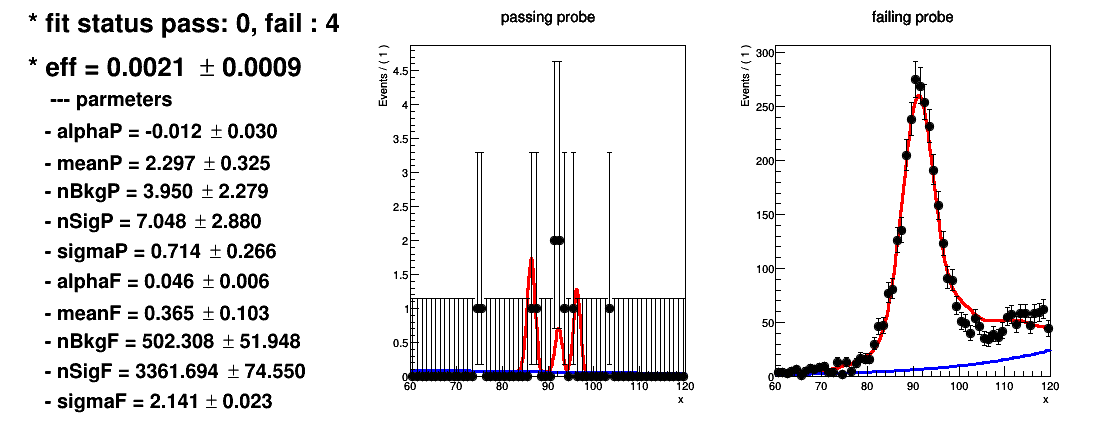 * fit status pass: 0, fail : 4
* eff = 0.0021 ± 0.0009
--- parmeters
- alphaP = -0.012 ± 0.030
- meanP = 2.297 ± 0.325
- nBkgP = 3.950 ± 2.279
- nSigP = 7.048 ± 2.880
- sigmaP = 0.714 ± 0.266
- alphaF = 0.046 ± 0.006
- meanF = 0.365 ± 0.103
- nBkgF = 502.308 ± 51.948
- nSigF = 3361.694 ± 74.550
- sigmaF = 2.141 ± 0.023
passing probe
Events / ( 1 )
4.5
4
3.5
3
2.5
2
1.5
1
0.5
0
60 70 80 90 100 110 120
x
failing probe
Events / ( 1 )
300
250
200
150
100
50
0
60 70 80 90 100 110 120
x